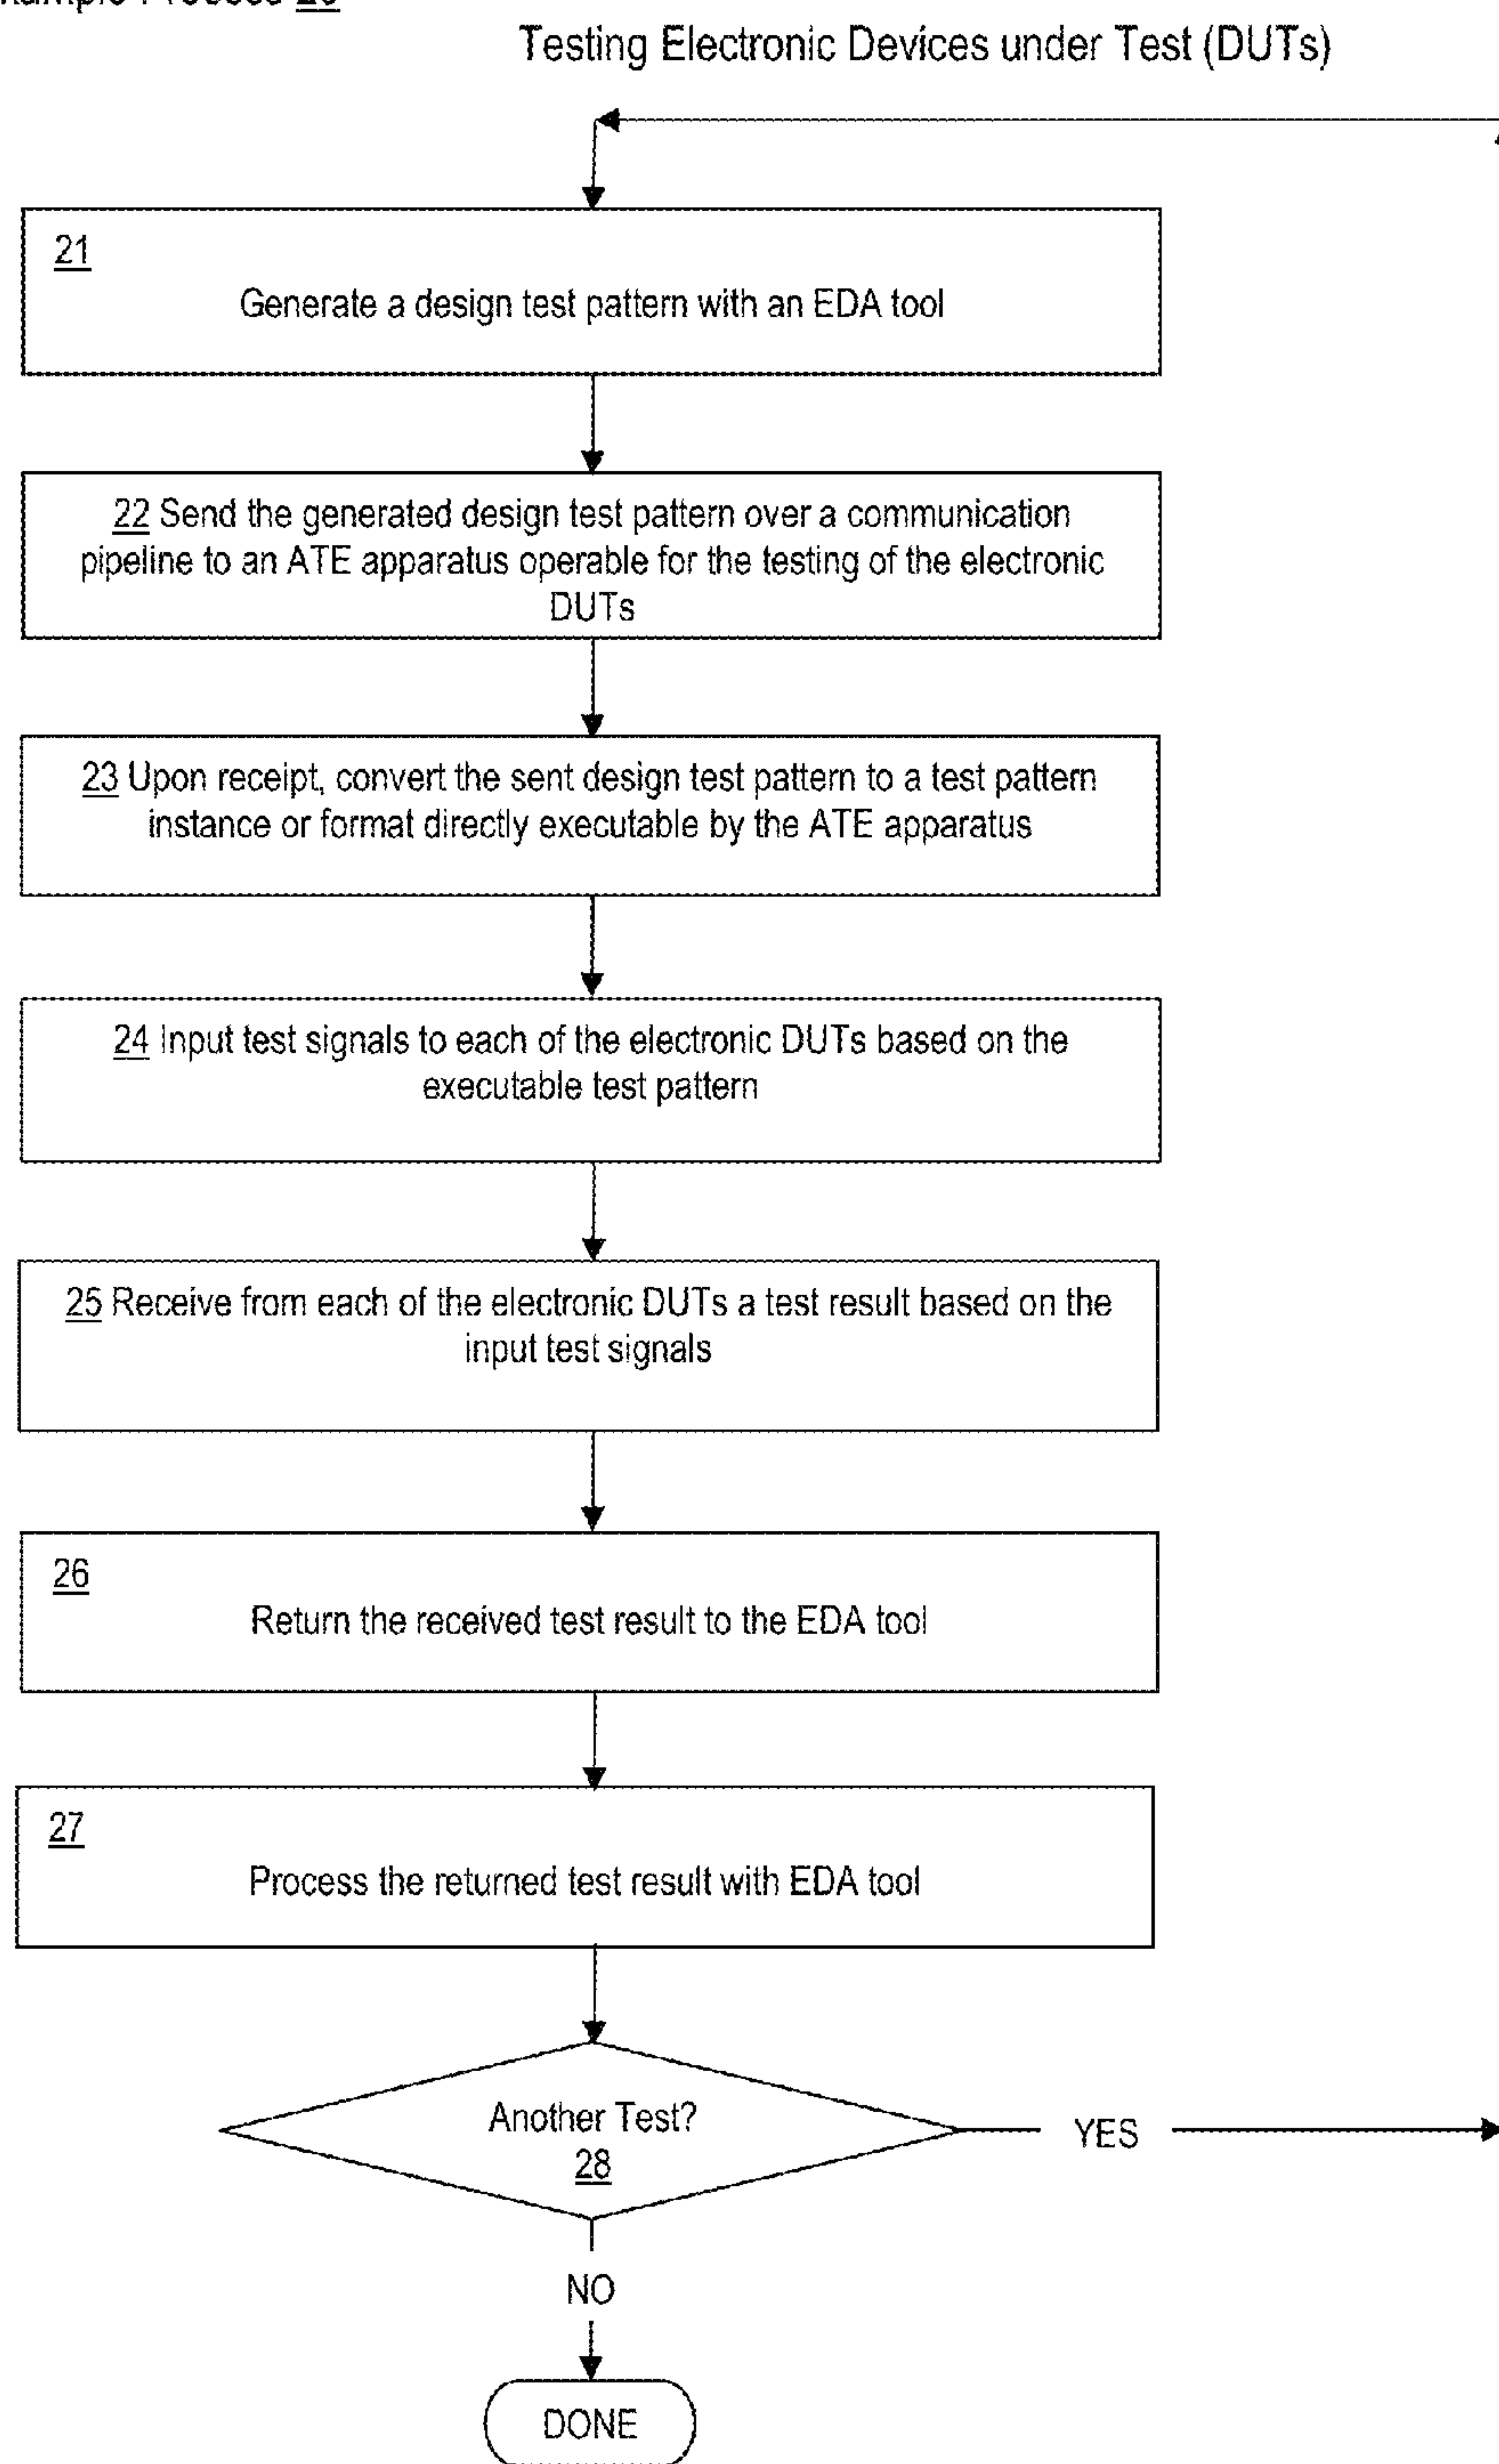 Testing Electronic Devices under Test (DUTs)
21
Generate a design test pattern with an EDA tool
22 Send the generated design test pattern over a communication
pipeline to an ATE apparatus operable for the testing of the electronic
DUTs
23 Upon receipt, convert the sent design test pattern to a test pattern
instance or format directly executable by the ATE apparatus
24 Input test signals to each of the electronic DUTs based on the
executable test pattern
25 Receive from each of the electronic DUTs a test result based on the
input test signals
26
Return the received test result to the EDA tool
27
Process the returned test result with EDA tool
Another Test?
28
YES
NO
DONE